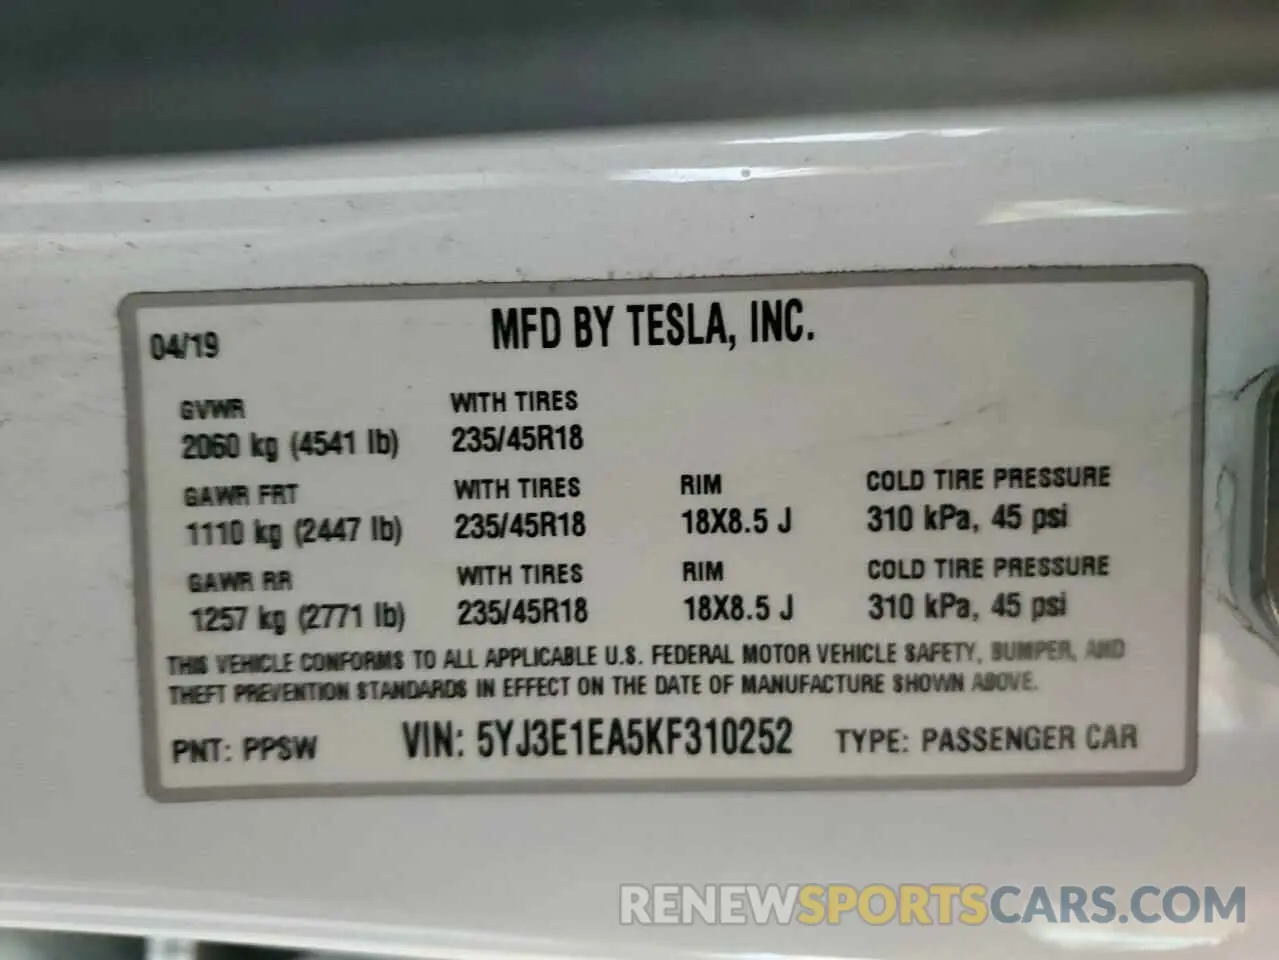 04/19 MFD BY TESLA, INC.
GVWR WITH TIRES
2060 kg (4541 lb) 235/45R18
GAWR FRT WITH TIRES RIM COLD TIRE PRESSURE
1110 kg (2447 lb) 235/45R18 18X8.5 J 310 kPa, 45 psi
GAWR RR WITH TIRES RIM COLD TIRE PRESSURE
1257 kg (2771 lb) 235/45R18 18X8.5 J 310 kPa, 45 psi
THIS VEHICLE CONFORMS TO ALL APPLICABLE U.S. FEDERAL MOTOR VEHICLE SAFETY, BUMPER, AND
THEFT PREVENTION STANDARDS IN EFFECT ON THE DATE OF MANUFACTURE SHOWN ABOVE.
PNT: PPSW VIN: 5YJ3E1EA5KF310252 TYPE: PASSENGER CAR
RENEWSPORTSCARS.COM